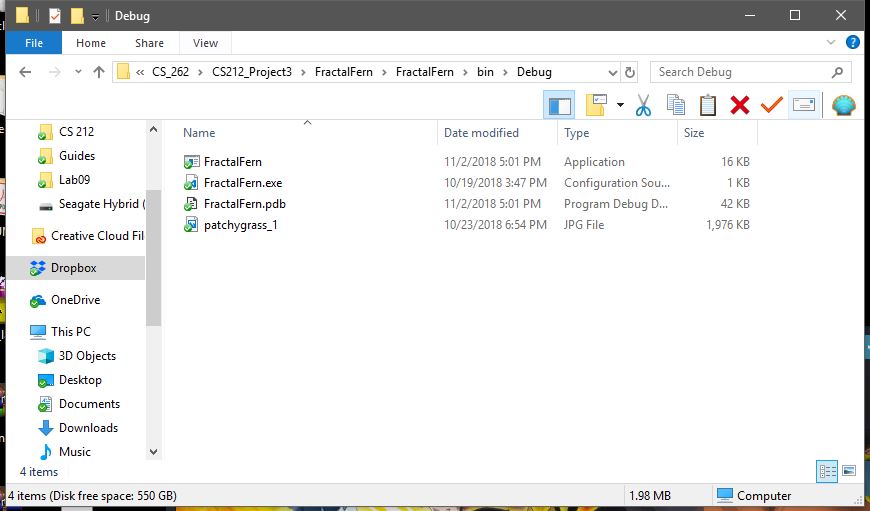 Debug
File Home Share View
« CS_262 > CS212_Project3 > FractalFern > FractalFern > bin > Debug
Search Debug
Name Date modified Type Size
CS 212
Guides
Lab09
Seagate Hybrid (
Creative Cloud Fil
Dropbox
OneDrive
This PC
3D Objects
Desktop
Documents
Downloads
Music
FractalFern 11/2/2018 5:01 PM Application 16 KB
FractalFern.exe 10/19/2018 3:47 PM Configuration Sou... 1 KB
FractalFern.pdb 11/2/2018 5:01 PM Program Debug D... 42 KB
patchygrass_1 10/23/2018 6:54 PM JPG File 1,976 KB
4 items
4 items (Disk free space: 550 GB) 1.98 MB Computer